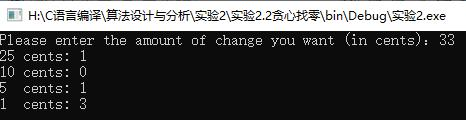 H:\C语言编译\算法设计与分析\实验2\实验2.2贪心找零\bin\Debug\实验2.exe
Please enter the amount of change you want (in cents): 33
25 cents: 1
10 cents: 0
5  cents: 1
1  cents: 3